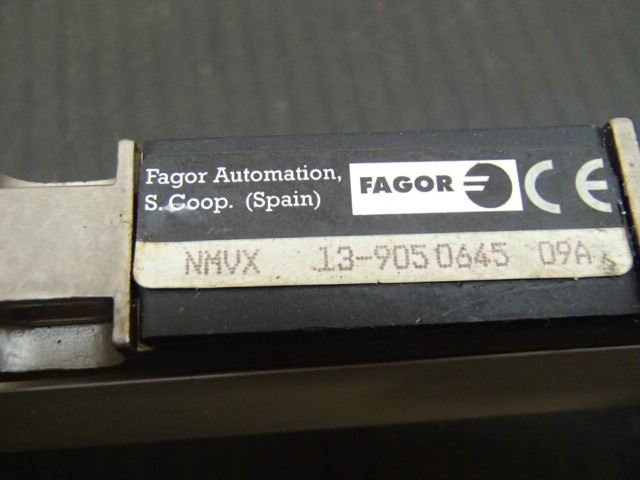 Fagor Automation,
S. Coop. (Spain)
FAGOR
CE
NMVX 13-905 0645 09A